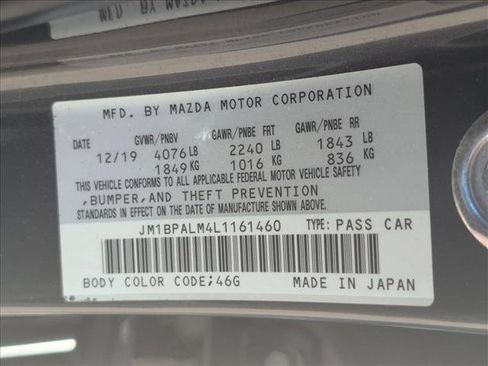 MFD. BY MAZDA MOTOR CORPORATION
DATE GVWR/PNBV GAWR/PNBE FRT GAWR/PNBE RR
12/19 4076 LB 2240 LB 1843 LB
1849 KG 1016 KG 836 KG
THIS VEHICLE CONFORMS TO ALL APPLICABLE FEDERAL MOTOR VEHICLE SAFETY
,BUMPER,AND THEFT PREVENTION
STANDARDS IN EFFECT ON THE DATE OF MANUFACTURE SHOWN ABOVE.
JM1BPALM4L1161460 TYPE: PASS CAR
BODY COLOR CODE;46G MADE IN JAPAN